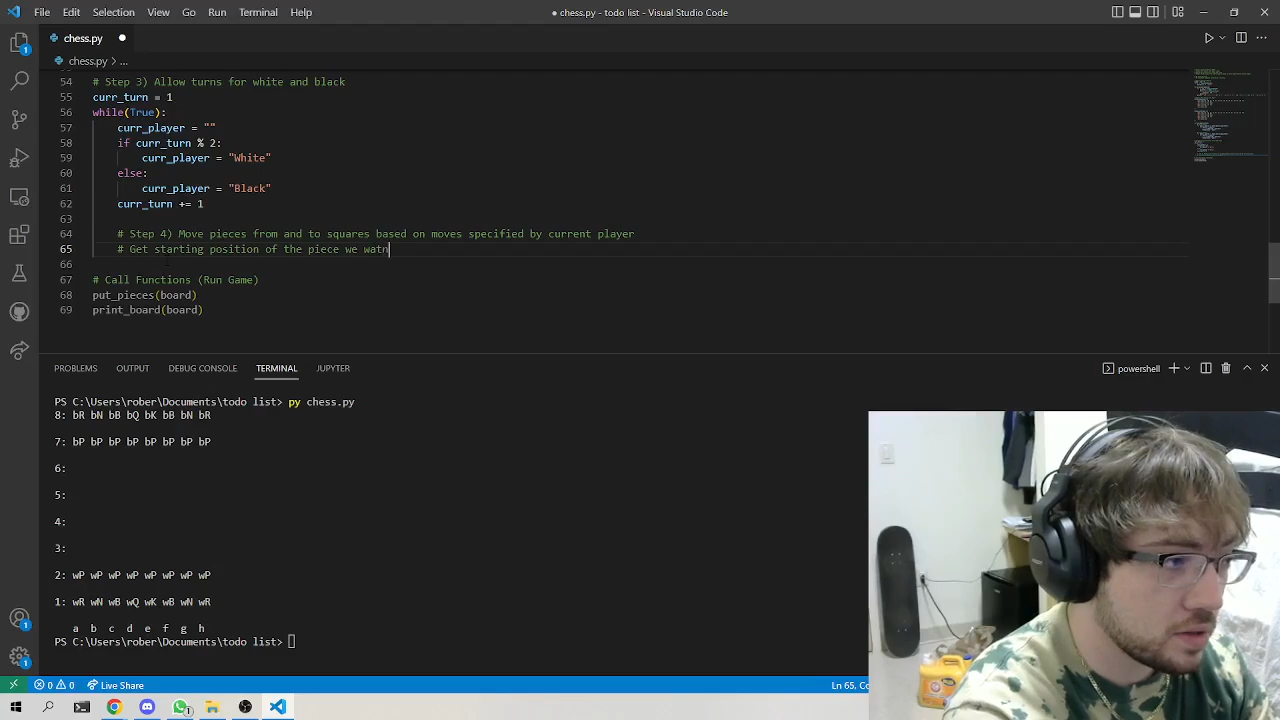 File Edit Selection View Go Run Terminal Help
● chess.py - todo list - Visual Studio Code
chess.py ●
chess.py > ...
54 # Step 3) Allow turns for white and black
55 curr_turn = 1
56 while(True):
57 curr_player = ""
58 if curr_turn % 2:
59 curr_player = "White"
60 else:
61 curr_player = "Black"
62 curr_turn += 1
63
64 # Step 4) Move pieces from and to squares based on moves specified by current player
65 # Get starting position of the piece we watn
66
67 # Call Functions (Run Game)
68 put_pieces(board)
69 print_board(board)
PROBLEMS OUTPUT DEBUG CONSOLE TERMINAL JUPYTER
powershell
PS C:\Users\rober\Documents\todo list> py chess.py
8: bR bN bB bQ bK bB bN bR
7: bP bP bP bP bP bP bP bP
6:
5:
4:
3:
2: wP wP wP wP wP wP wP wP
1: wR wN wB wQ wK wB wN wR
a b c d e f g h
PS C:\Users\rober\Documents\todo list>
0 0 Live Share
Ln 65, Co